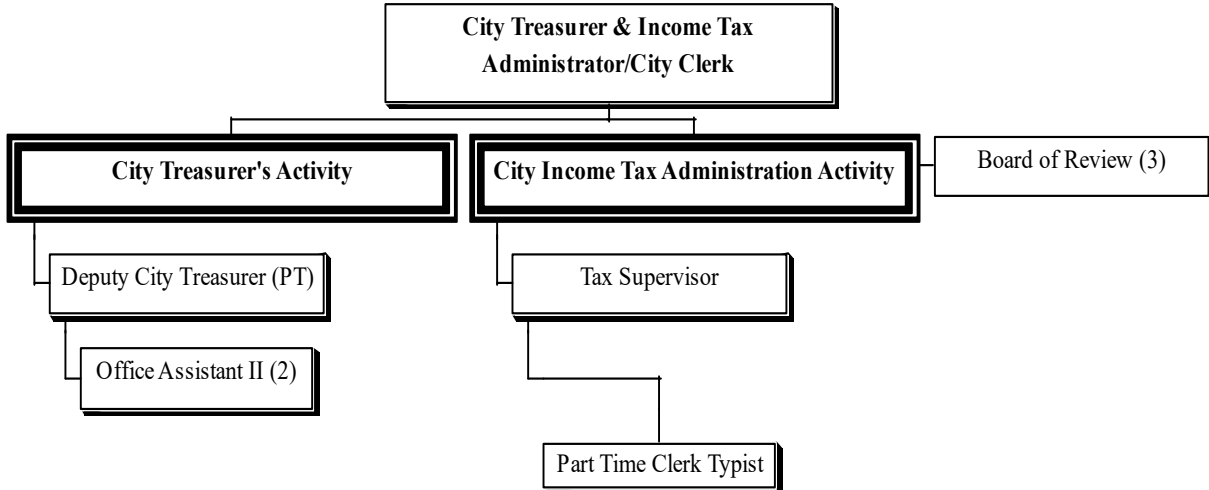 City Treasurer & Income Tax
Administrator/City Clerk
City Treasurer's Activity
City Income Tax Administration Activity
Board of Review (3)
Deputy City Treasurer (PT)
Tax Supervisor
Office Assistant II (2)
Part Time Clerk Typist